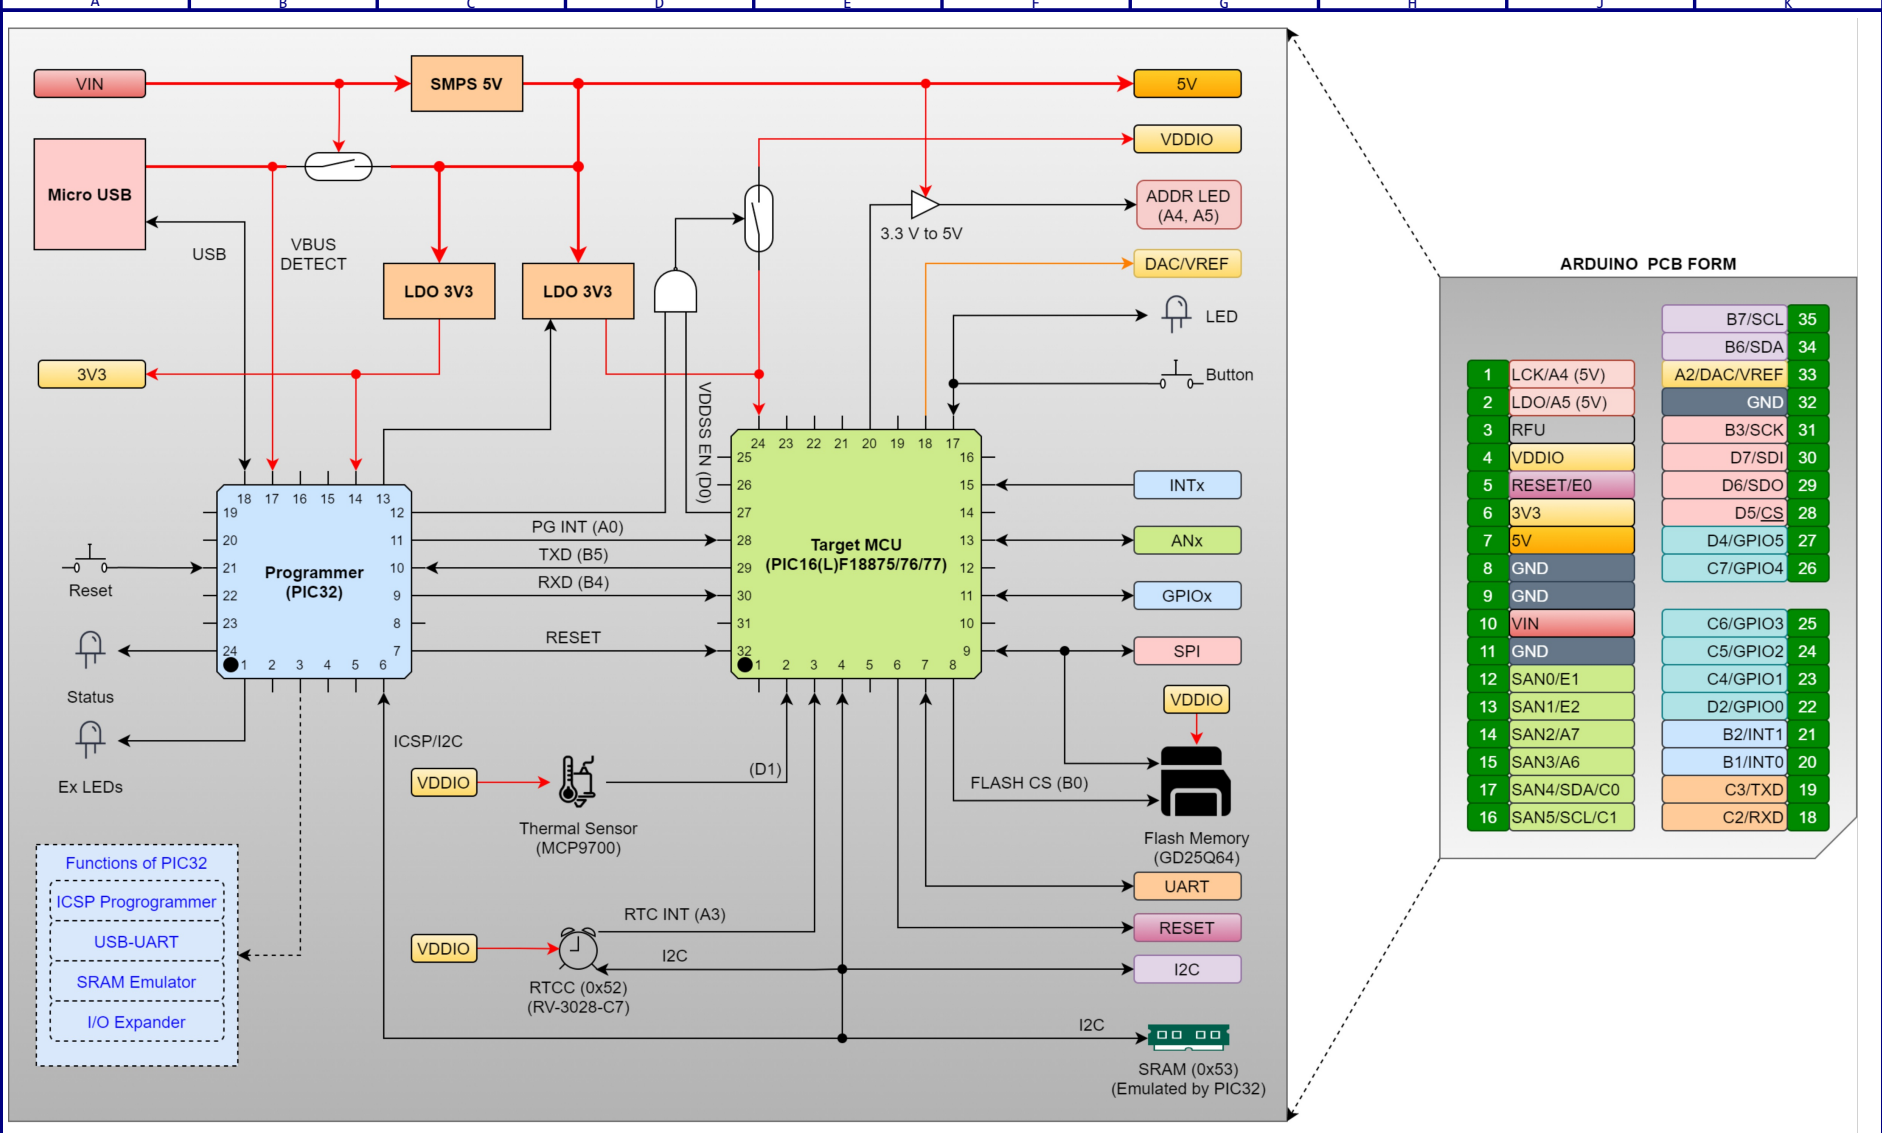 A B C D E F G H J K
VIN
SMPS 5V
5V
VDDIO
Micro USB
ADDR LED
(A4, A5)
3.3 V to 5V
USB
VBUS
DETECT
DAC/VREF
LDO 3V3
LDO 3V3
LED
3V3
Button
VDDSS EN (D0)
18 17 16 15 14 13
19 12
20 11
21 10
22 9
23 8
24 7
1 2 3 4 5 6
Programmer
(PIC32)
24 23 22 21 20 19 18 17
25 16
26 15
27 14
28 13
29 12
30 11
31 10
32 9
1 2 3 4 5 6 7 8
Target MCU
(PIC16(L)F18875/76/77)
PG INT (A0)
TXD (B5)
RXD (B4)
RESET
INTx
ANx
GPIOx
SPI
Reset
Status
Ex LEDs
ICSP/I2C
VDDIO
(D1)
Thermal Sensor
(MCP9700)
VDDIO
FLASH CS (B0)
Flash Memory
(GD25Q64)
UART
RESET
I2C
VDDIO
RTC INT (A3)
I2C
RTCC (0x52)
(RV-3028-C7)
I2C
SRAM (0x53)
(Emulated by PIC32)
Functions of PIC32
ICSP Progrogrammer
USB-UART
SRAM Emulator
I/O Expander
ARDUINO PCB FORM
1 LCK/A4 (5V)
2 LDO/A5 (5V)
3 RFU
4 VDDIO
5 RESET/E0
6 3V3
7 5V
8 GND
9 GND
10 VIN
11 GND
12 SAN0/E1
13 SAN1/E2
14 SAN2/A7
15 SAN3/A6
17 SAN4/SDA/C0
16 SAN5/SCL/C1
B7/SCL 35
B6/SDA 34
A2/DAC/VREF 33
GND 32
B3/SCK 31
D7/SDI 30
D6/SDO 29
D5/CS 28
D4/GPIO5 27
C7/GPIO4 26
C6/GPIO3 25
C5/GPIO2 24
C4/GPIO1 23
D2/GPIO0 22
B2/INT1 21
B1/INT0 20
C3/TXD 19
C2/RXD 18